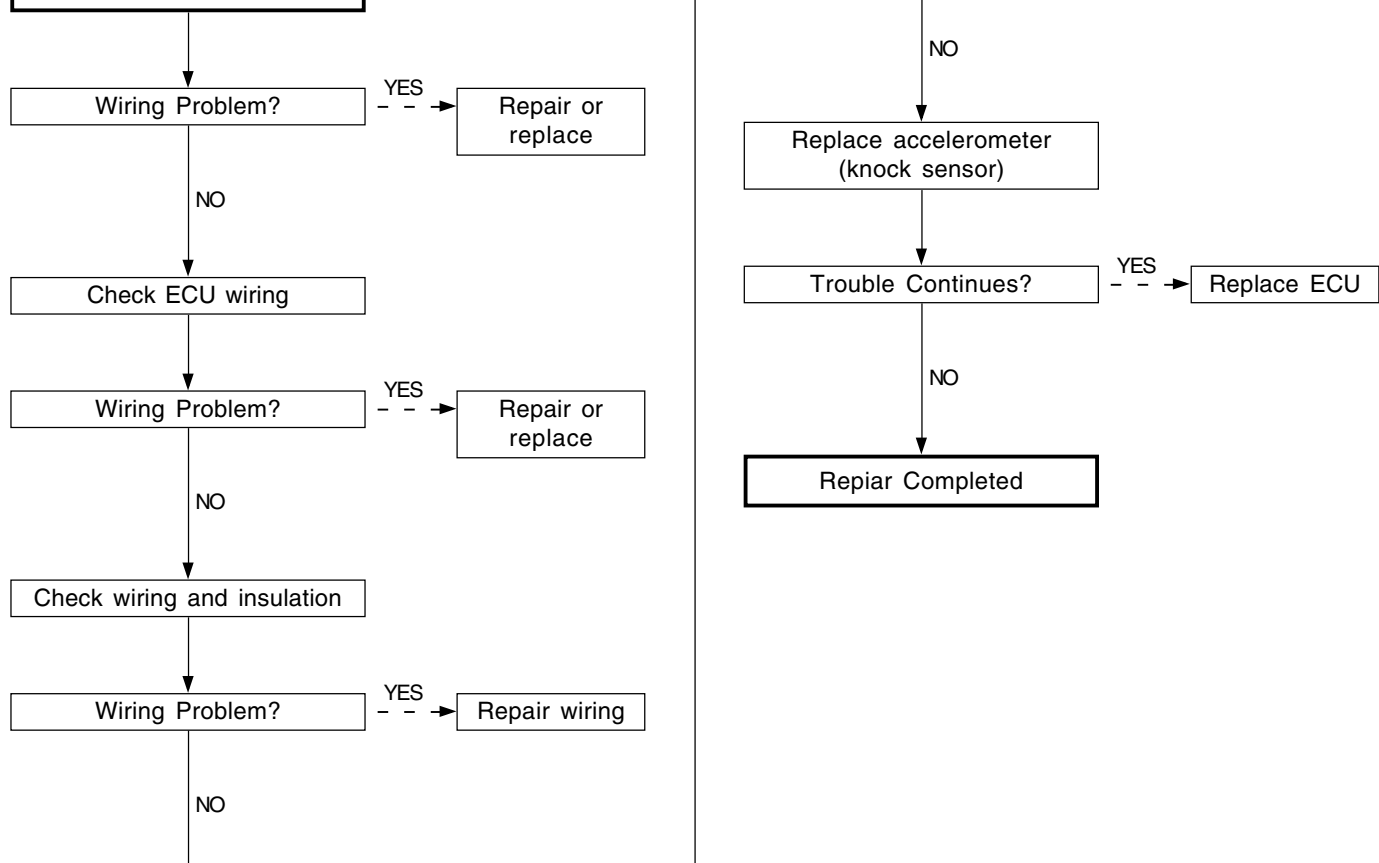 Wiring Problem?
YES
Repair or
replace
NO
Check ECU wiring
Wiring Problem?
YES
Repair or
replace
NO
Check wiring and insulation
Wiring Problem?
YES
Repair wiring
NO
NO
Replace accelerometer
(knock sensor)
Trouble Continues?
YES
Replace ECU
NO
Repiar Completed